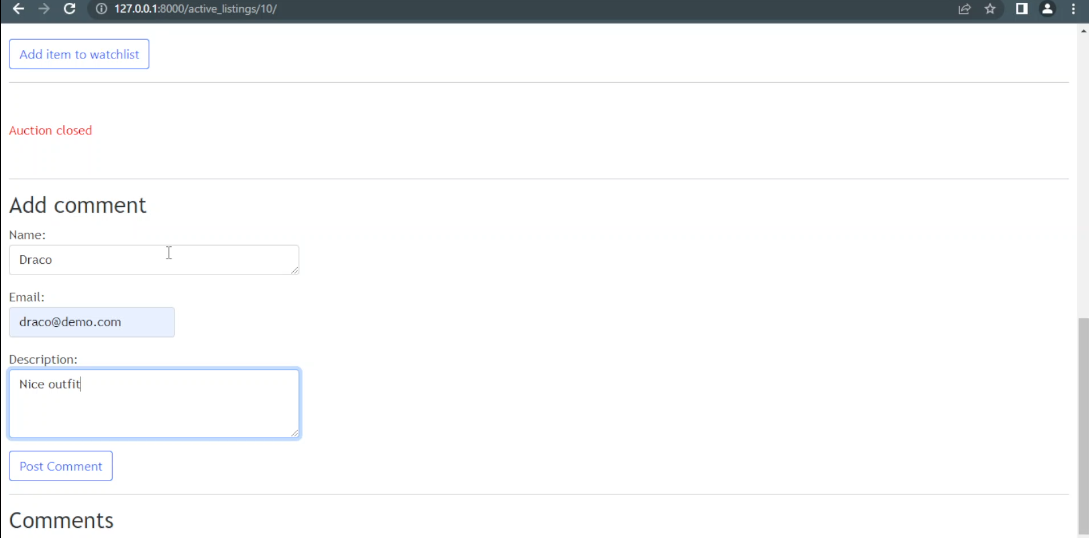 127.0.0.1:8000/active_listings/10/
Add item to watchlist
Auction closed
Add comment
Name:
Draco
Email:
draco@demo.com
Description:
Nice outfit
Post Comment
Comments